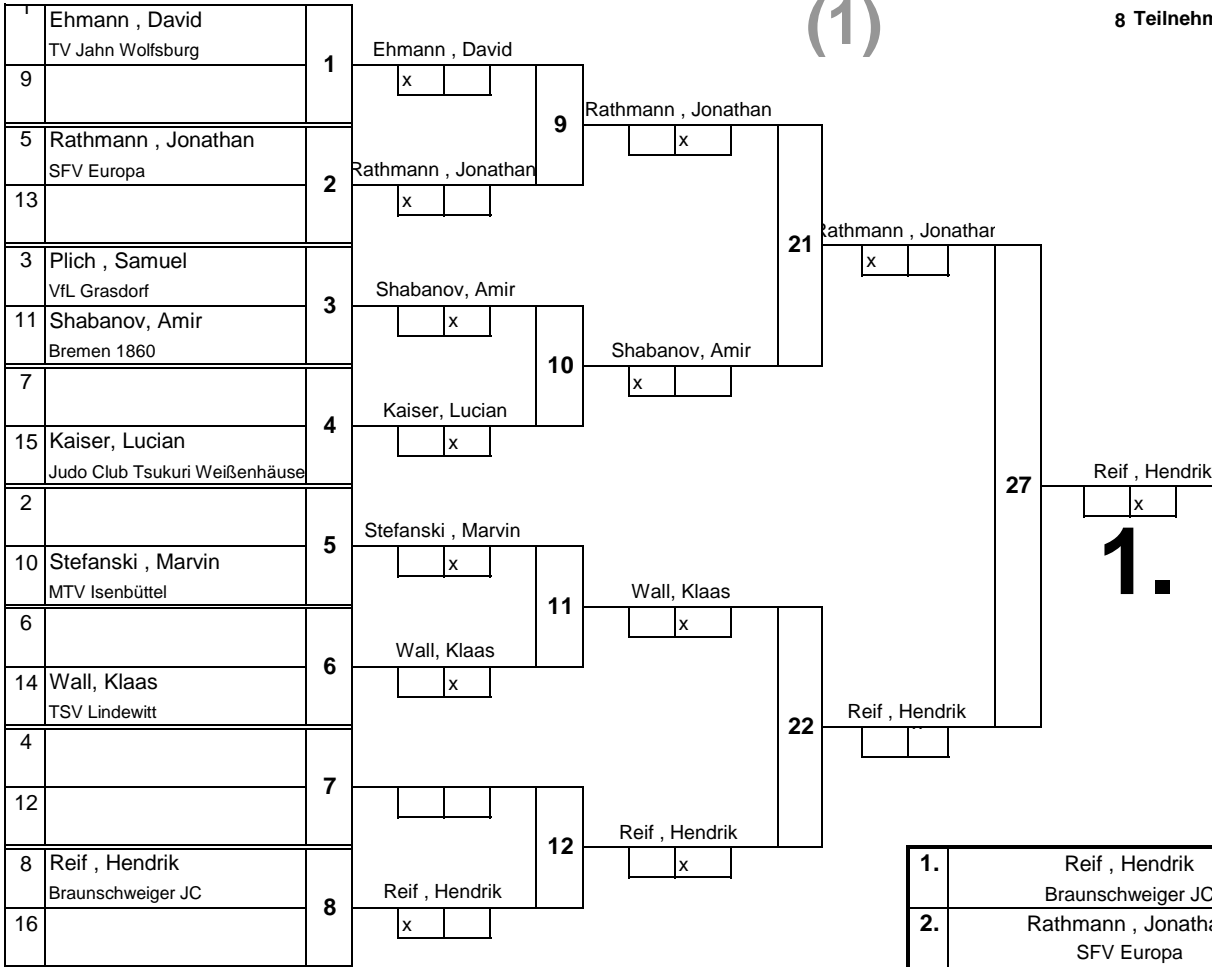 (1)
8 Teilnehm
1 Ehmann , David
TV Jahn Wolfsburg
1
Ehmann , David
9
x
Rathmann , Jonathan
9
5 Rathmann , Jonathan
x
SFV Europa
2
Rathmann , Jonathan
13
x
21
Rathmann , Jonathan
3 Plich , Samuel
x
VfL Grasdorf
3
Shabanov, Amir
11 Shabanov, Amir
x
Bremen 1860
10
Shabanov, Amir
7
x
4
Kaiser, Lucian
15 Kaiser, Lucian
x
Judo Club Tsukuri Weißenhäuse
27
Reif , Hendrik
2
x
1.
5
Stefanski , Marvin
10 Stefanski , Marvin
x
MTV Isenbüttel
11
Wall, Klaas
6
x
6
Wall, Klaas
14 Wall, Klaas
x
TSV Lindewitt
22
Reif , Hendrik
4
7
12
12
Reif , Hendrik
x
8 Reif , Hendrik
Braunschweiger JC
8
Reif , Hendrik
16
x
1. Reif , Hendrik
Braunschweiger JC
2. Rathmann , Jonatha
SFV Europa